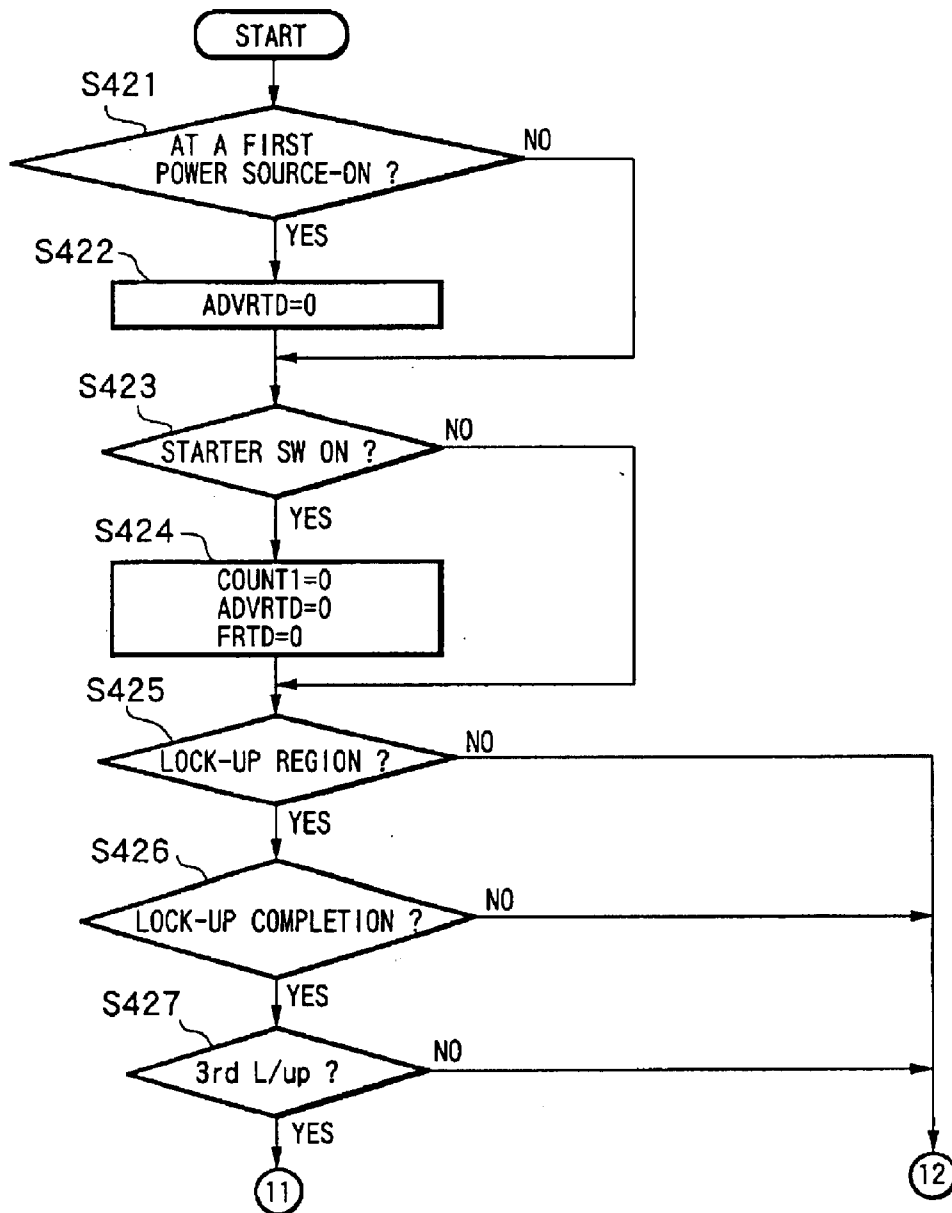 START
S421
AT A FIRST
POWER SOURCE-ON ?
NO
YES
S422
ADVRTD=0
S423
STARTER SW ON ?
NO
YES
S424
COUNT1=0
ADVRTD=0
FRTD=0
S425
LOCK-UP REGION ?
NO
YES
S426
LOCK-UP COMPLETION ?
NO
YES
S427
3rd L/up ?
NO
YES
11
12